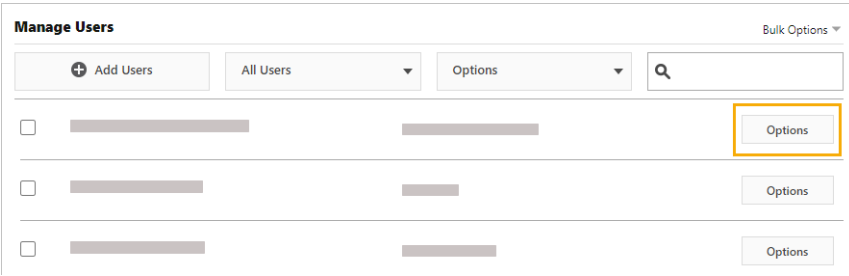 Manage Users
Bulk Options
Add Users
All Users
Options
Options
Options
Options